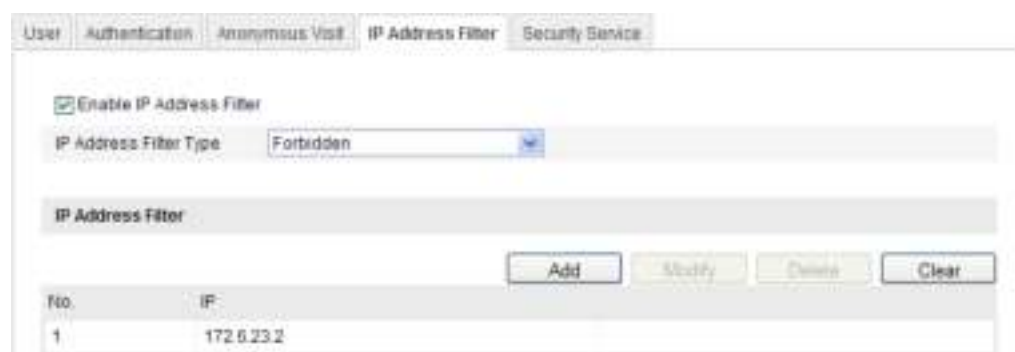 User Authentication Anonymous Visit IP Address Filter Security Service
Enable IP Address Filter
IP Address Filter Type Forbidden
IP Address Filter
Add Modify Delete Clear
No. IP
1 172.6.23.2